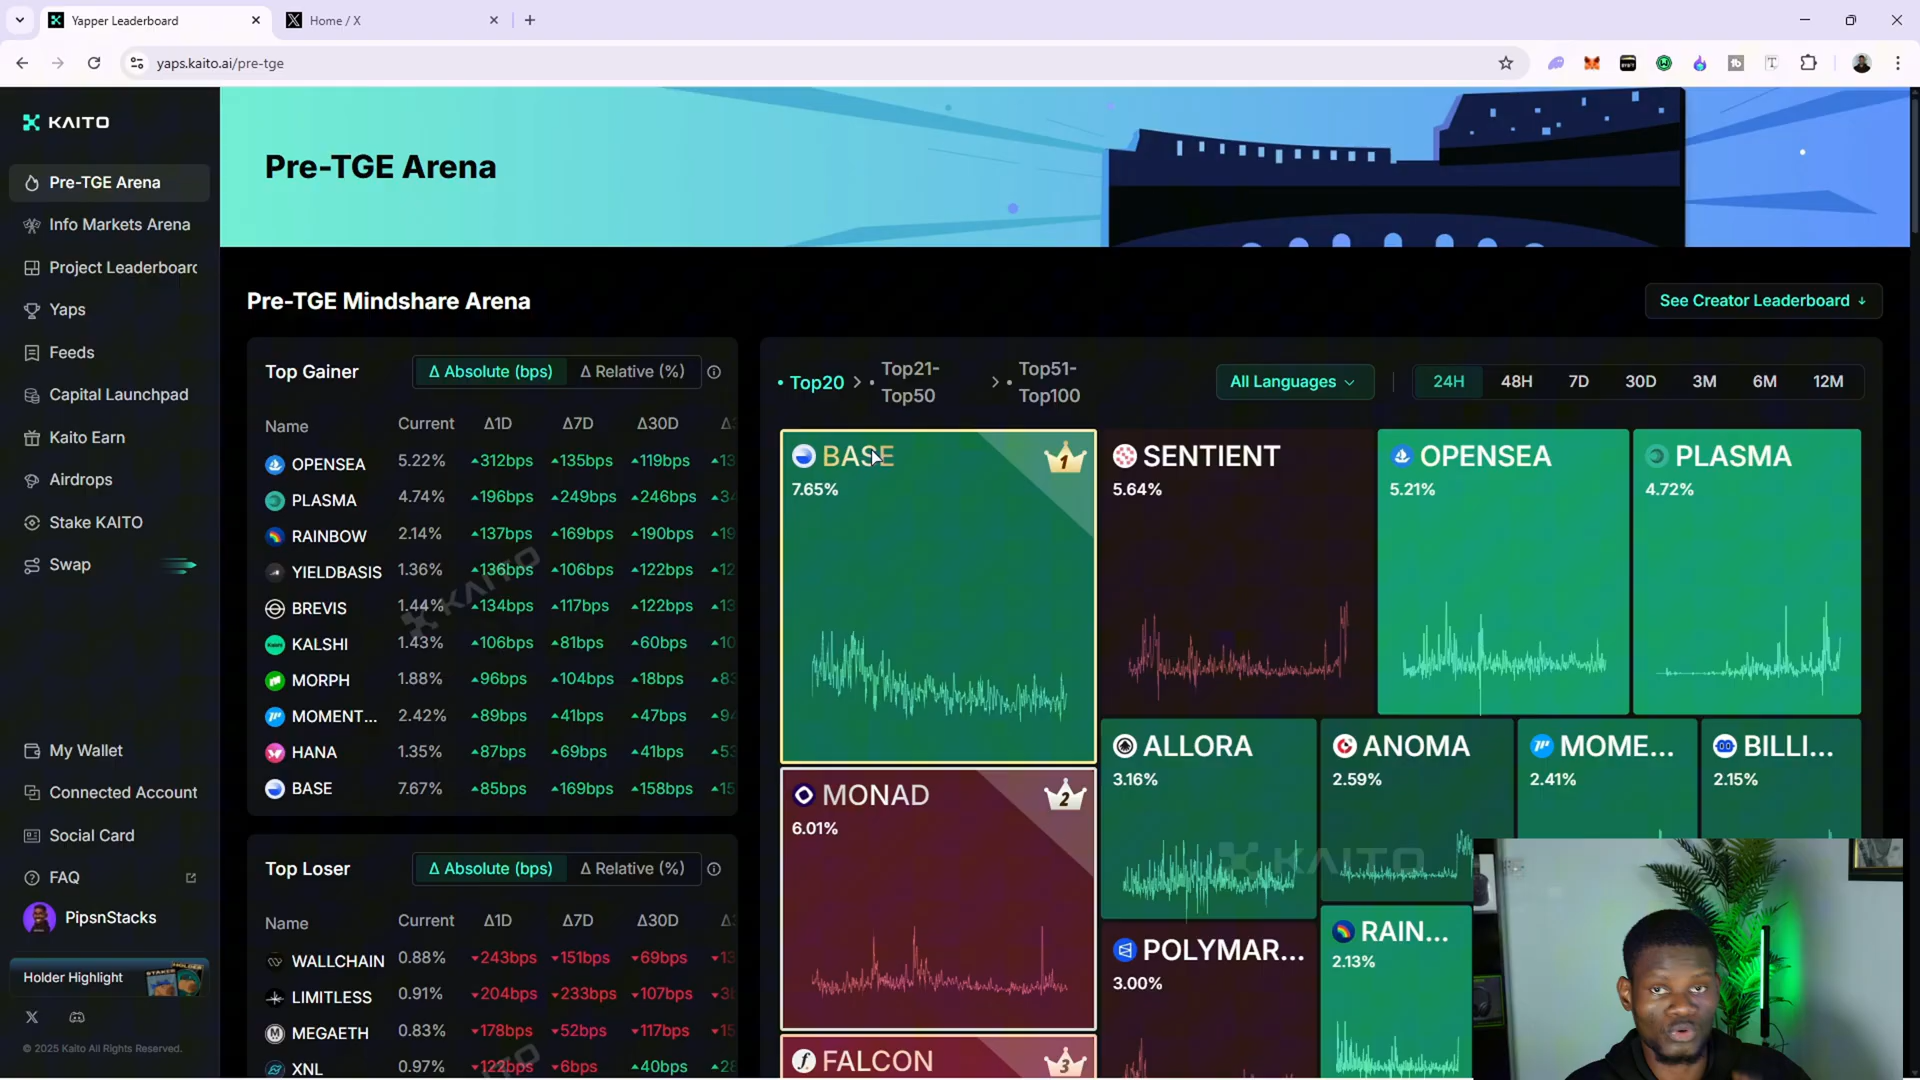 Yapper Leaderboard
Home / X
yaps.kaito.ai/pre-tge
KAITO
Pre-TGE Arena
Info Markets Arena
Project Leaderboard
Yaps
Feeds
Capital Launchpad
Kaito Earn
Airdrops
Stake KAITO
Swap
My Wallet
Connected Account
Social Card
FAQ
PipsnStacks
Holder Highlight
© 2025 Kaito All Rights Reserved.
Pre-TGE Arena
Pre-TGE Mindshare Arena
See Creator Leaderboard ↓
Top Gainer Δ Absolute (bps) Δ Relative (%)
Name Current Δ1D Δ7D Δ30D
OPENSEA 5.22% 312bps 135bps 119bps
PLASMA 4.74% 196bps 249bps 246bps
RAINBOW 2.14% 137bps 169bps 190bps
YIELDBASIS 1.36% 136bps 106bps 122bps
BREVIS 1.44% 134bps 117bps 122bps
KALSHI 1.43% 106bps 81bps 60bps
MORPH 1.88% 96bps 104bps 18bps
MOMENT... 2.42% 89bps 41bps 47bps
HANA 1.35% 87bps 69bps 41bps
BASE 7.67% 85bps 169bps 158bps
KAITO
Top Loser Δ Absolute (bps) Δ Relative (%)
Name Current Δ1D Δ7D Δ30D
WALLCHAIN 0.88% 243bps 151bps 69bps
LIMITLESS 0.91% 204bps 233bps 107bps
MEGAETH 0.83% 178bps 52bps 117bps
XNL 0.97% 122bps 6bps 40bps
Top20
Top21-
Top50
Top51-
Top100
All Languages
24H 48H 7D 30D 3M 6M 12M
BASE
7.65%
1
SENTIENT
5.64%
OPENSEA
5.21%
PLASMA
4.72%
MONAD
6.01%
2
ALLORA
3.16%
ANOMA
2.59%
MOME...
2.41%
BILLI...
2.15%
KAITO
POLYMAR...
3.00%
RAIN...
2.13%
FALCON
3